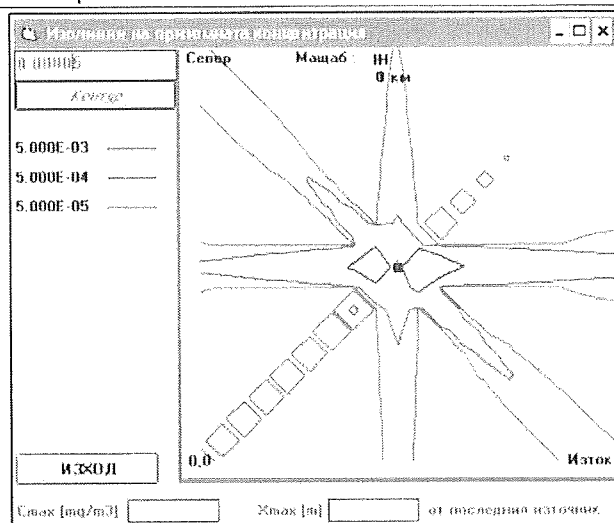 Изолинии на приземната концентрация
Север Мащаб : |Н
0 км
Контур
5.000E-03
5.000E-04
5.000E-05
0,0 Изток
ИЗХОД
Cmax [mg/m3] Xmax [m] от последния източник